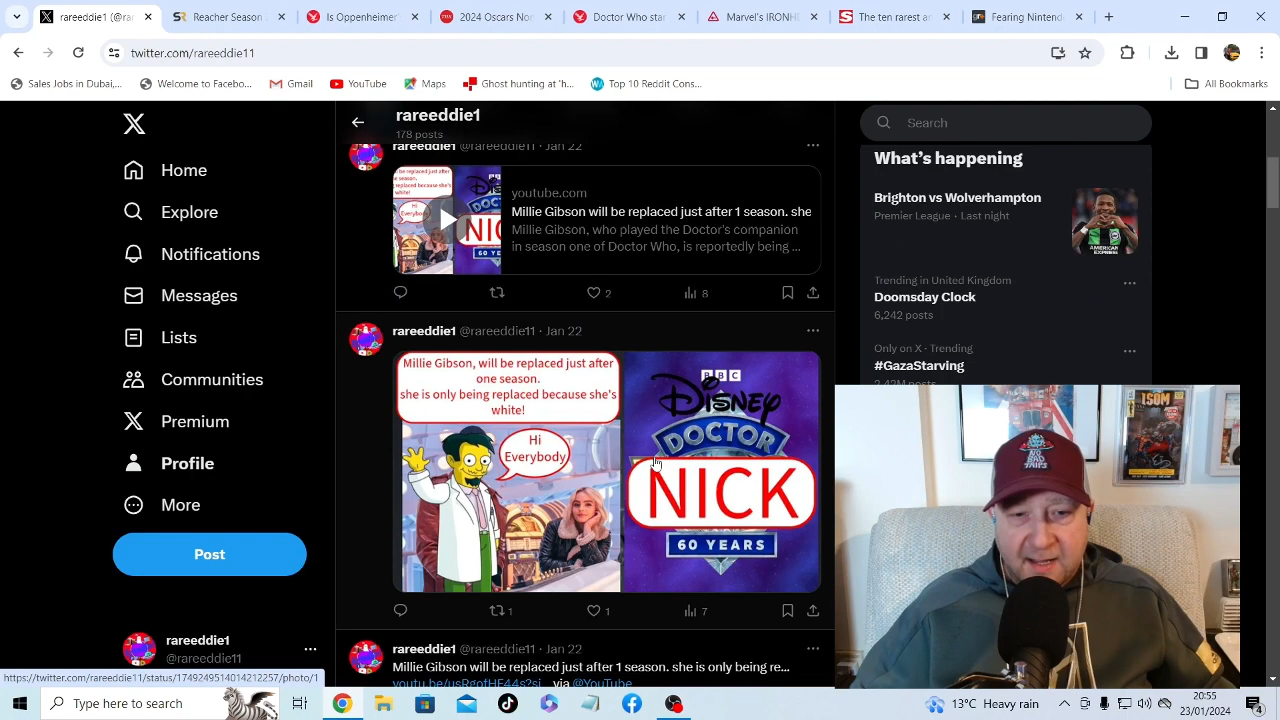 rareeddie1
Is Oppenheimer
2024 Oscars No
Doctor Who wo
The ten rarest ar
Fearing Nintend
twitter.com/rareeddie11
Sales Jobs in Dubai,...
Welcome to Facebo...
Gmail
YouTube
Maps
Ghost hunting at 'h...
Top 10 Reddit Cons...
All Bookmarks
rareeddie1
178 posts
Search
Home
Explore
Notifications
Messages
Lists
Communities
Premium
Profile
More
Post
rareeddie1
@rareeddie11
rareeddie1 @rareeddie11 · Jan 22
youtube.com
Millie Gibson will be replaced just after 1 season. she
Millie Gibson, who played the Doctor's companion
in season one of Doctor Who, is reportedly being ...
2
8
rareeddie1 @rareeddie11 · Jan 22
Millie Gibson, will be replaced just after
one season.
she is only being replaced because she's
white!
Hi
Everybody
BBC
Disney
DOCTOR
NICK
60 YEARS
1
1
7
rareeddie1 @rareeddie11 · Jan 22
Millie Gibson will be replaced just after 1 season. she is only being re...
via @YouTube
What's happening
Brighton vs Wolverhampton
Premier League · Last night
Trending in United Kingdom
Doomsday Clock
6,242 posts
Only on X · Trending
#GazaStarving
2.42M posts
AMERICAN
EXPRESS
ISOM
https://twitter.com/rareeddie11/status/1749249514014212257/photo/1
Type here to search
13°C Heavy rain
20:55
23/01/2024
4